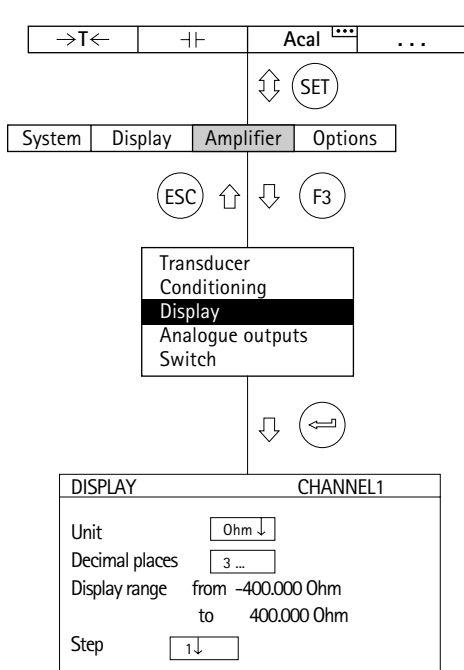 →T← ⊣⊢ Acal ... . . .
SET
System Display Amplifier Options
ESC F3
Transducer
Conditioning
Display
Analogue outputs
Switch
DISPLAY CHANNEL1
Unit Ohm ↓
Decimal places 3 ...
Display range from -400.000 Ohm
to 400.000 Ohm
Step 1↓